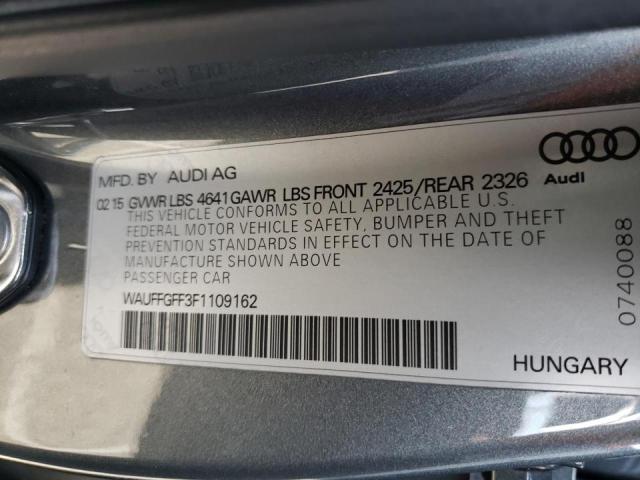 MFD. BY AUDI AG
02 15 GVWR LBS 4641 GAWR LBS FRONT 2425/REAR 2326
THIS VEHICLE CONFORMS TO ALL APPLICABLE U.S.
FEDERAL MOTOR VEHICLE SAFETY, BUMPER AND THEFT
PREVENTION STANDARDS IN EFFECT ON THE DATE OF
MANUFACTURE SHOWN ABOVE
PASSENGER CAR
WAUFFGFF3F1109162
Audi
0740088
HUNGARY